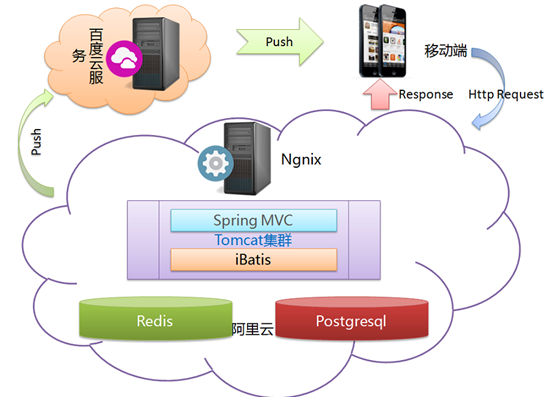 百度云服
务
Push
移动端
Response
Http Request
Push
Ngnix
Spring MVC
Tomcat集群
iBatis
Redis
阿里云
Postgresql